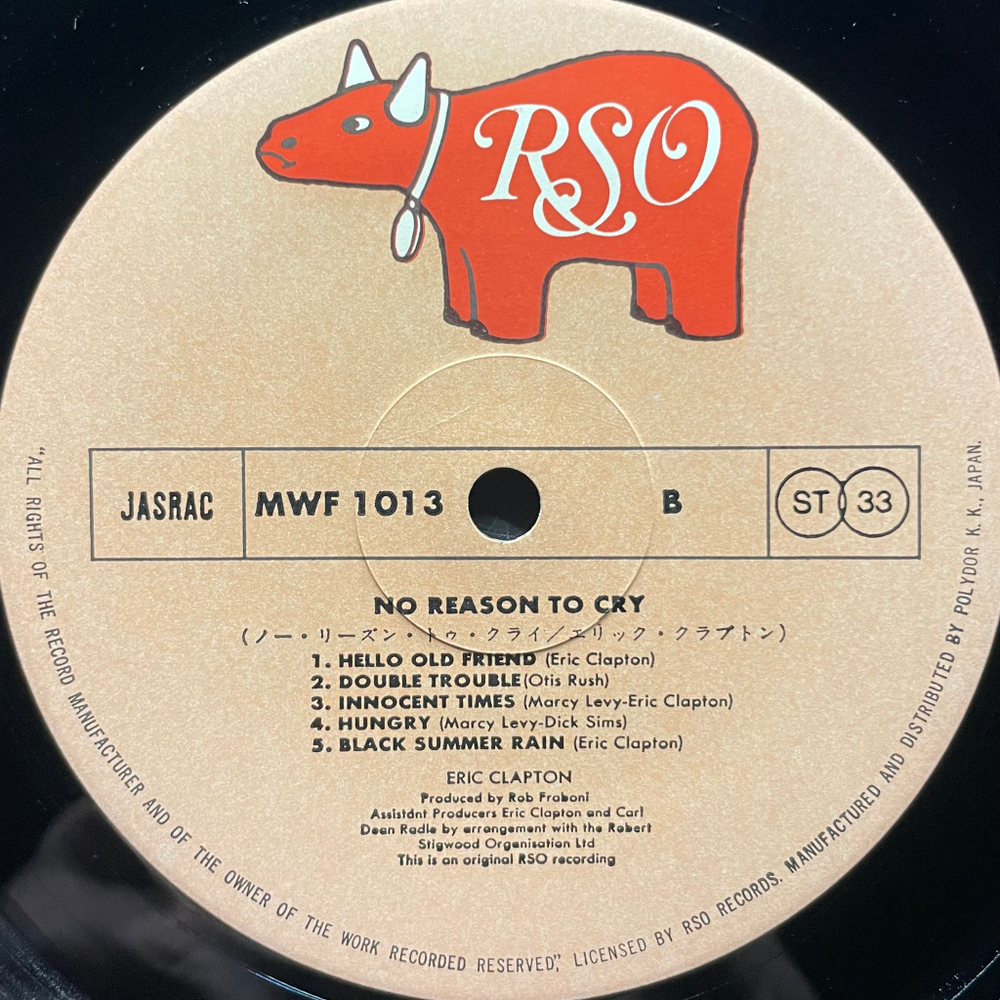 RSO
JASRAC
MWF 1013
B
ST 33
NO REASON TO CRY
(ノー・リーズン・トゥ・クライ/エリック・クラプトン)
1. HELLO OLD FRIEND (Eric Clapton)
2. DOUBLE TROUBLE (Otis Rush)
3. INNOCENT TIMES (Marcy Levy-Eric Clapton)
4. HUNGRY (Marcy Levy-Dick Sims)
5. BLACK SUMMER RAIN (Eric Clapton)
ERIC CLAPTON
Produced by Rob Fraboni
Assistant Producers Eric Clapton and Carl
Dean Radle by arrangement with the Robert
Stigwood Organisation Ltd
This is an original RSO recording
"ALL RIGHTS OF THE RECORD MANUFACTURER AND OF THE OWNER OF THE WORK RECORDED RESERVED", LICENSED BY RSO RECORDS. MANUFACTURED AND DISTRIBUTED BY POLYDOR K. K., JAPAN.